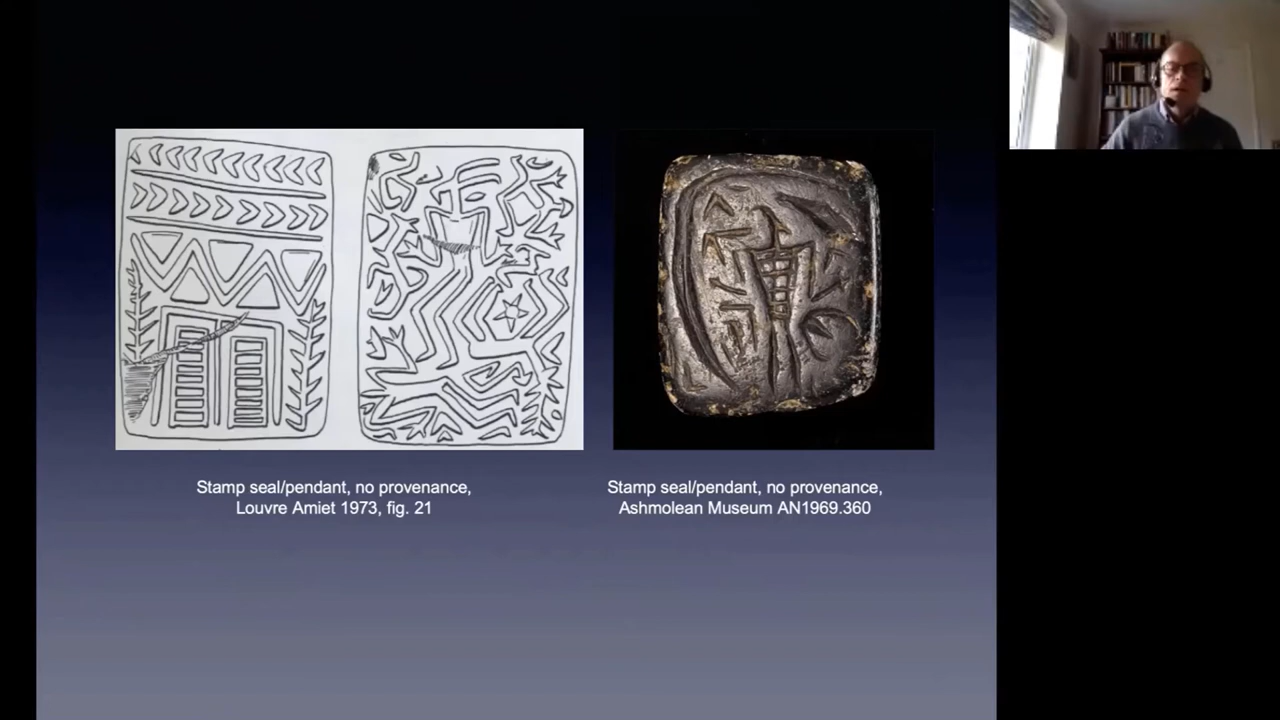 Stamp seal/pendant, no provenance,
Louvre Amiet 1973, fig. 21
Stamp seal/pendant, no provenance,
Ashmolean Museum AN1969.360